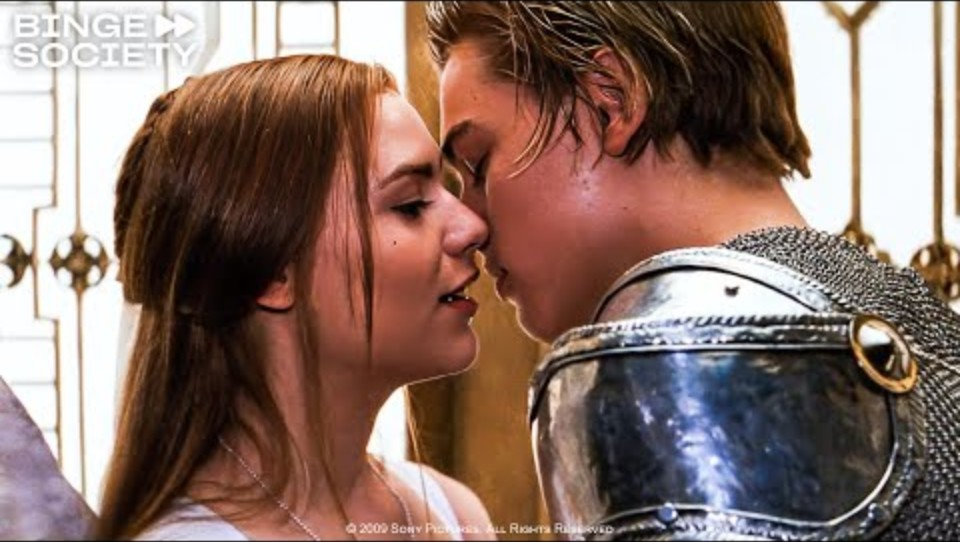 BINGE
SOCIETY
© 2009 Sony Pictures. All Rights Reserved